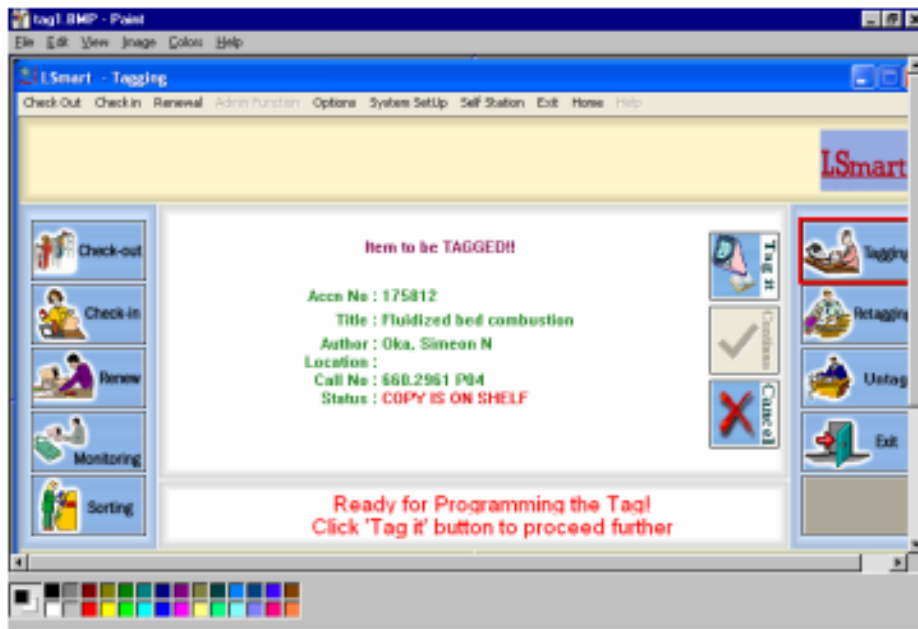 tag1.BMP - Paint
File Edit View Image Colors Help
LSmart - Tagging
Check Out Check in Renewal Admin Function Options System SetUp Self Station Exit Home Help
LSmart
Check-out
Check-in
Renew
Monitoring
Sorting
Item to be TAGGED!!
Accn No : 175812
Title : Fluidized bed combustion
Author : Oka, Simeon N
Location :
Call No : 660.2961 P04
Status : COPY IS ON SHELF
Tag it
Continue
Cancel
Ready for Programming the Tag!
Click 'Tag it' button to proceed further
Tagging
Retaggin
Untag
Exit